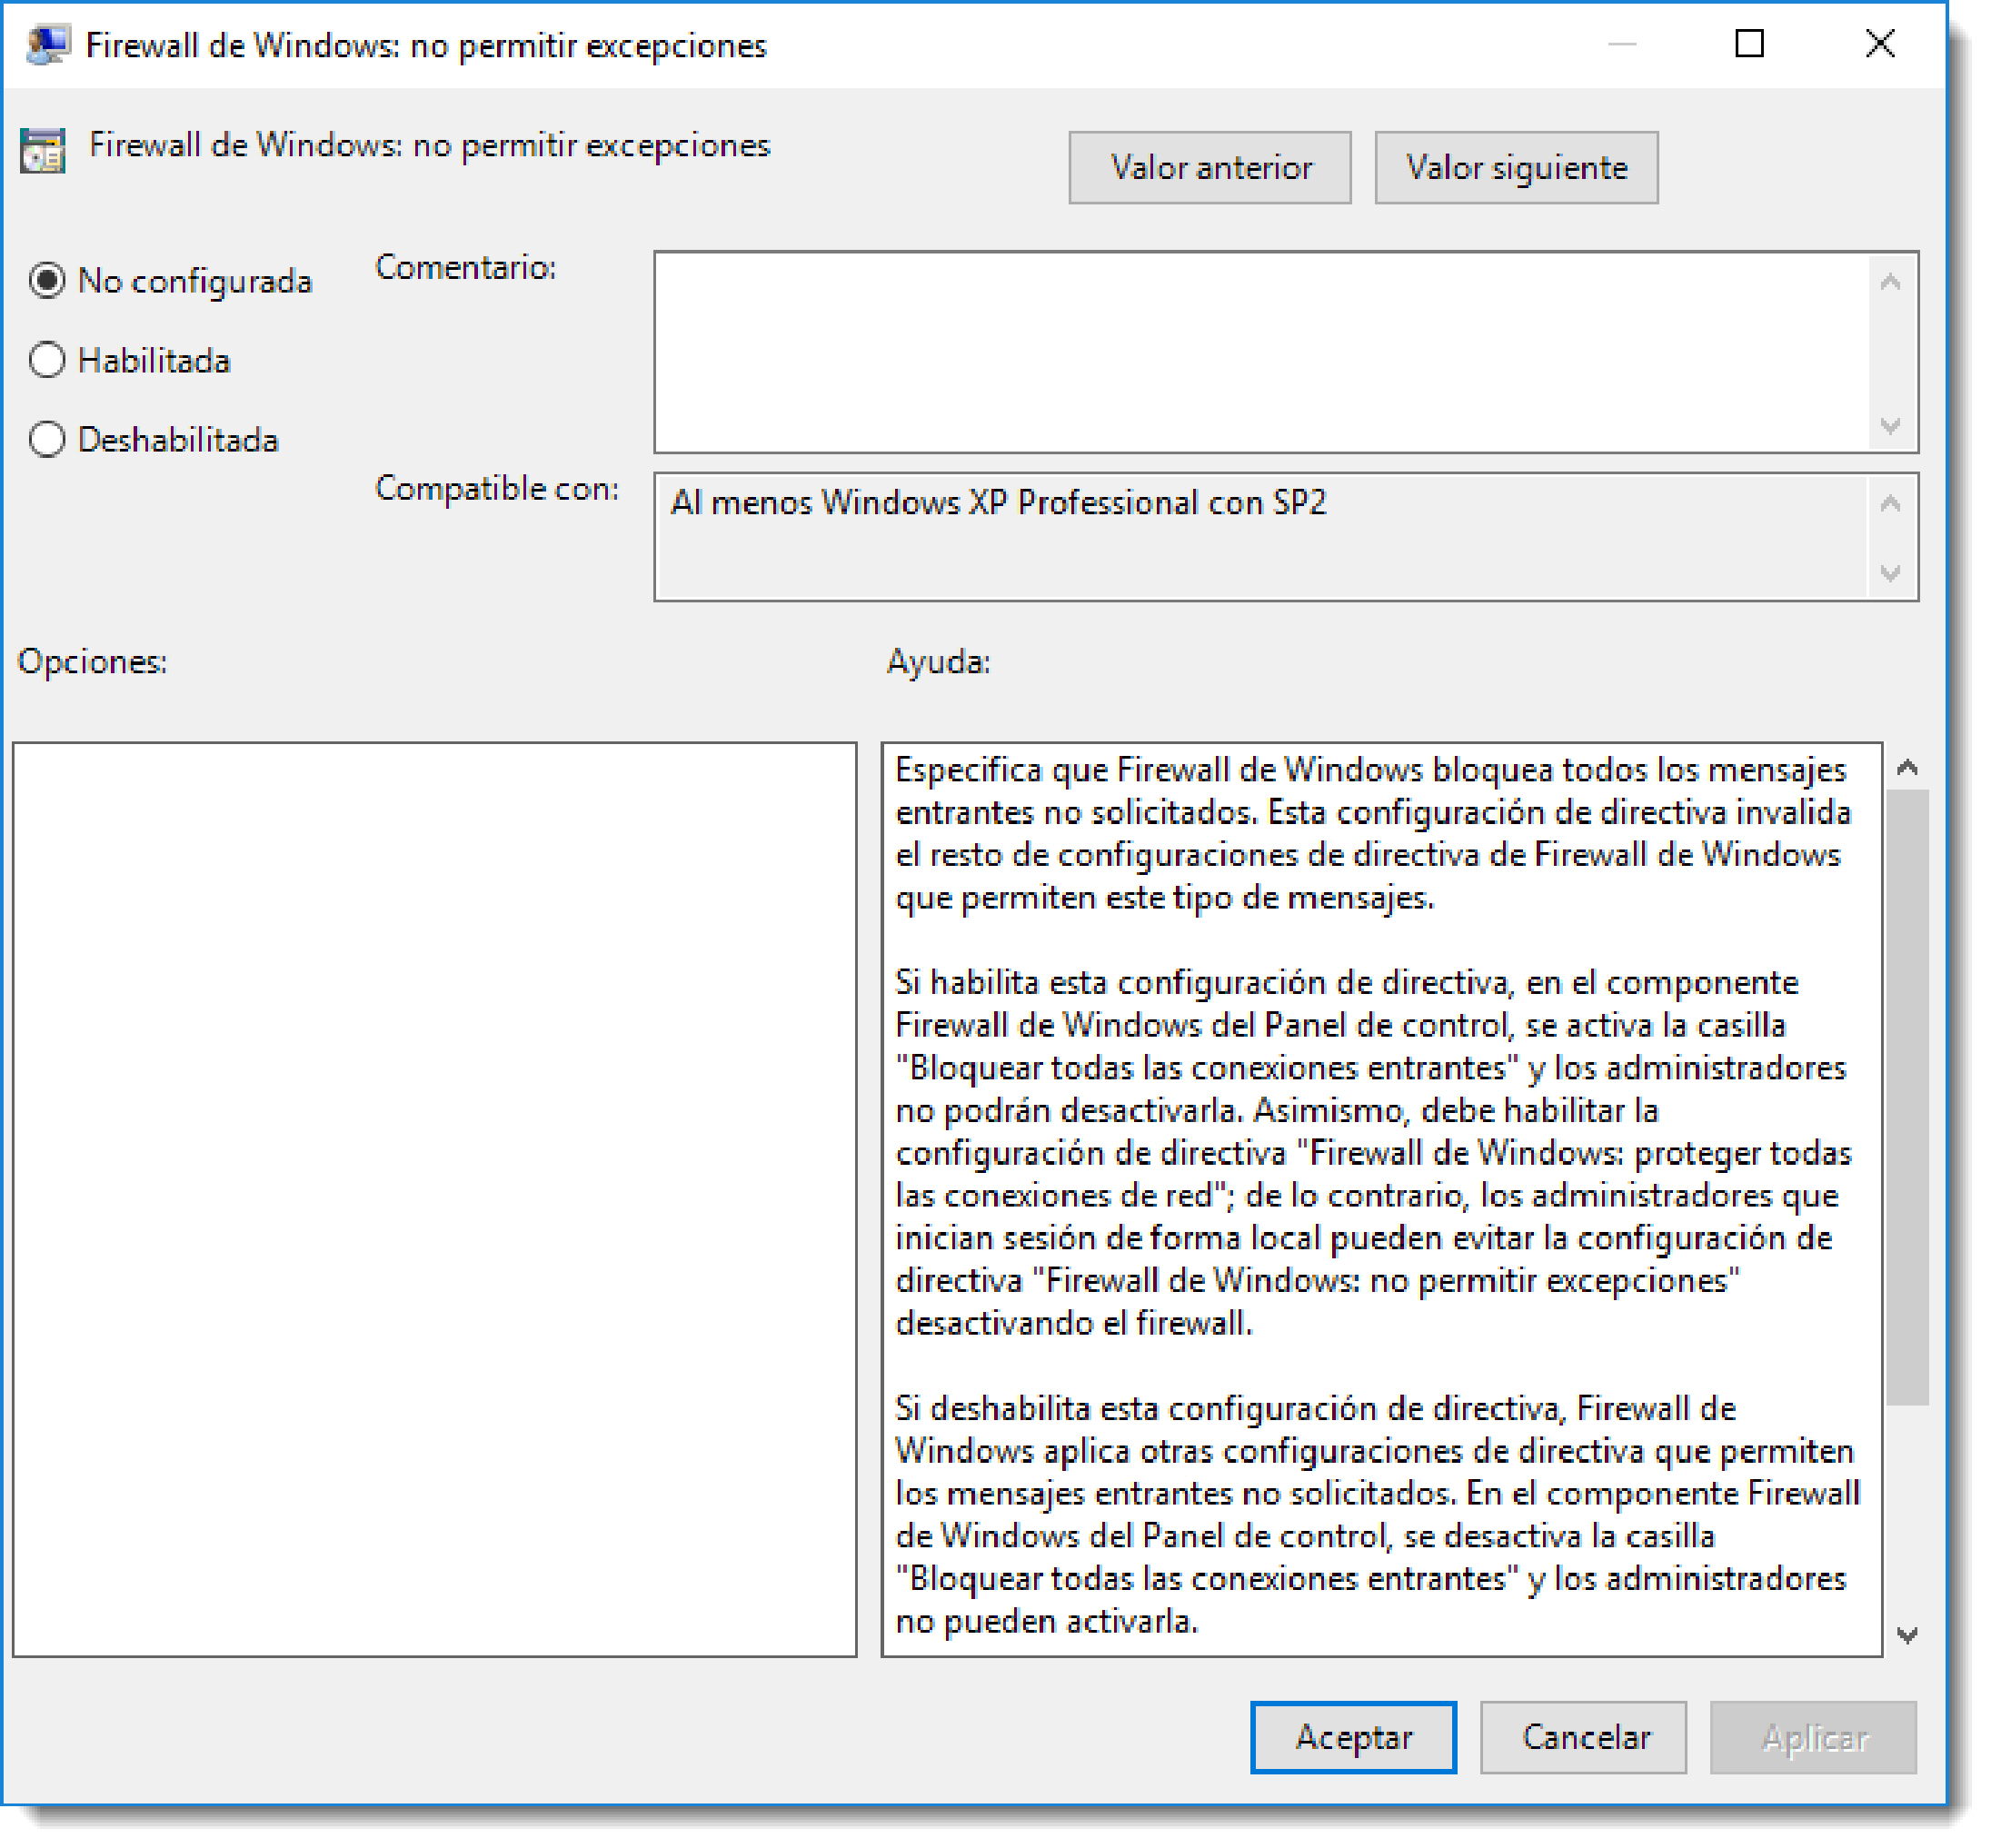 Firewall de Windows: no permitir excepciones
Firewall de Windows: no permitir excepciones
Valor anterior
Valor siguiente
No configurada
Habilitada
Deshabilitada
Comentario:
Compatible con:
Al menos Windows XP Professional con SP2
Opciones:
Ayuda:
Especifica que Firewall de Windows bloquea todos los mensajes
entrantes no solicitados. Esta configuración de directiva invalida
el resto de configuraciones de directiva de Firewall de Windows
que permiten este tipo de mensajes.
Si habilita esta configuración de directiva, en el componente
Firewall de Windows del Panel de control, se activa la casilla
"Bloquear todas las conexiones entrantes" y los administradores
no podrán desactivarla. Asimismo, debe habilitar la
configuración de directiva "Firewall de Windows: proteger todas
las conexiones de red"; de lo contrario, los administradores que
inician sesión de forma local pueden evitar la configuración de
directiva "Firewall de Windows: no permitir excepciones"
desactivando el firewall.
Si deshabilita esta configuración de directiva, Firewall de
Windows aplica otras configuraciones de directiva que permiten
los mensajes entrantes no solicitados. En el componente Firewall
de Windows del Panel de control, se desactiva la casilla
"Bloquear todas las conexiones entrantes" y los administradores
no pueden activarla.
Aceptar
Cancelar
Aplicar